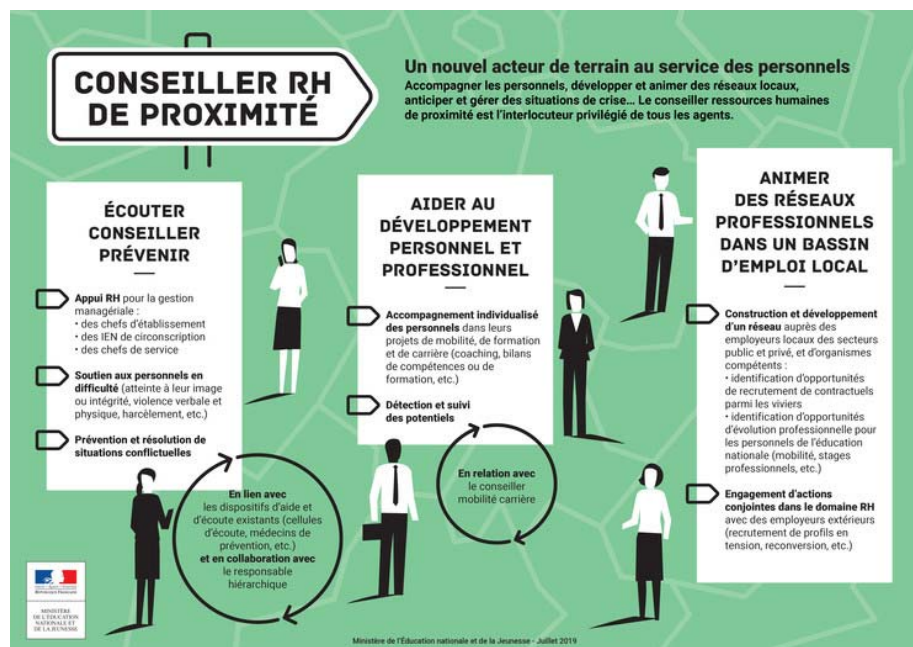 CONSEILLER RH
DE PROXIMITÉ
Un nouvel acteur de terrain au service des personnels
Accompagner les personnels, développer et animer des réseaux locaux,
anticiper et gérer des situations de crise... Le conseiller ressources humaines
de proximité est l'interlocuteur privilégié de tous les agents.
ÉCOUTER
CONSEILLER
PRÉVENIR
Appui RH pour la gestion
managériale :
• des chefs d'établissement
• des IEN de circonscription
• des chefs de service
Soutien aux personnels en
difficulté (atteinte à leur image
ou intégrité, violence verbale et
physique, harcèlement, etc.)
Prévention et résolution de
situations conflictuelles
En lien avec
les dispositifs d'aide et
d'écoute existants (cellules
d'écoute, médecins de
prévention, etc.)
et en collaboration avec
le responsable
hiérarchique
AIDER AU
DÉVELOPPEMENT
PERSONNEL ET
PROFESSIONNEL
Accompagnement individualisé
des personnels dans leurs
projets de mobilité, de formation
et de carrière (coaching, bilans
de compétences ou de
formation, etc.)
Détection et suivi
des potentiels
En relation avec
le conseiller
mobilité carrière
ANIMER
DES RÉSEAUX
PROFESSIONNELS
DANS UN BASSIN
D'EMPLOI LOCAL
Construction et développement
d'un réseau auprès des
employeurs locaux des secteurs
public et privé, et d'organismes
compétents :
• identification d'opportunités
de recrutement de contractuels
parmi les viviers
• identification d'opportunités
d'évolution professionnelle pour
les personnels de l'éducation
nationale (mobilité, stages
professionnels, etc.)
Engagement d'actions
conjointes dans le domaine RH
avec des employeurs extérieurs
(recrutement de profils en
tension, reconversion, etc.)
MINISTÈRE
DE L'ÉDUCATION
NATIONALE ET
DE LA JEUNESSE
Ministère de l'Éducation nationale et de la Jeunesse - Juillet 2019